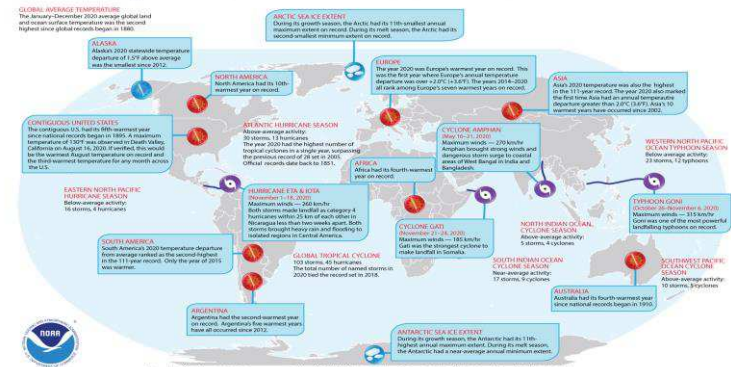 GLOBAL AVERAGE TEMPERATURE
The January–December 2020 average global land
and ocean surface temperature was the second
highest since global records began in 1880.
ARCTIC SEA ICE EXTENT
During its growth season, the Arctic had its 11th-smallest annual
maximum extent on record. During its melt season, the Arctic had its
second-smallest minimum extent on record.
ALASKA
Alaska's 2020 statewide temperature
departure of 1.5°F above average
was the smallest since 2012.
NORTH AMERICA
North America had its 10th-
warmest year on record.
EUROPE
The year 2020 was Europe's warmest year on record. This
was the first year where Europe's annual temperature
departure was over +2.0°C (+3.6°F). The years 2014–2020
all rank among Europe's seven warmest years on record.
ASIA
Asia's 2020 temperature was also the highest
in the 111-year record. The year 2020 also marked
the first time Asia had an annual temperature
departure greater than 2.0°C (3.6°F). Asia's 10
warmest years have occurred since 2002.
CONTIGUOUS UNITED STATES
The contiguous U.S. had its fifth-warmest year
since national records began in 1895. A maximum
temperature of 130°F was observed in Death Valley,
California on August 16, 2020. If verified, this would
be the warmest August temperature on record and
the third-warmest temperature for any month across
the U.S.
ATLANTIC HURRICANE SEASON
Above-average activity:
30 storms, 13 hurricanes
The year 2020 had the highest number of
tropical cyclones in a single year, surpassing
the previous record of 28 set in 2005.
Official records date back to 1851.
CYCLONE AMPHAN
(May 16–21, 2020)
Maximum winds — 270 km/hr
Amphan brought strong winds and
dangerous storm surge to coastal
areas of West Bengal in India and
Bangladesh.
WESTERN NORTH PACIFIC
OCEAN TYPHOON SEASON
Below average activity:
23 storms, 12 typhoons
AFRICA
Africa had its fourth-warmest
year on record.
EASTERN NORTH PACIFIC
HURRICANE SEASON
Below-average activity:
16 storms, 4 hurricanes
HURRICANE ETA & IOTA
(November 1–18, 2020)
Maximum winds — 260 km/hr
Both storms made landfall as category 4
hurricanes within 25 km of each other in
Nicaragua less than two weeks apart. Both
storms brought heavy rain and flooding to
isolated regions in Central America.
TYPHOON GONI
(October 26–November 6, 2020)
Maximum winds — 315 km/hr
Goni was one of the most powerful
landfalling typhoons on record.
CYCLONE GATI
(November 21–24, 2020)
Maximum winds — 185 km/hr
Gati was the strongest cyclone to
make landfall in Somalia.
NORTH INDIAN OCEAN
CYCLONE SEASON
Above-average activity:
5 storms, 4 cyclones
SOUTH AMERICA
South America's 2020 temperature departure
from average ranked as the second-highest
in the 111-year record. Only the year of 2015
was warmer.
GLOBAL TROPICAL CYCLONE
103 storms, 45 hurricanes
The total number of named storms in
2020 tied the record set in 2018.
SOUTH INDIAN
OCEAN CYCLONE
SEASON
Near-average activity:
17 storms, 9 cyclones
SOUTHWEST PACIFIC
OCEAN CYCLONE
SEASON
Above-average activity:
10 storms, 8 cyclones
AUSTRALIA
Australia had its fourth-warmest year
since national records began in 1910.
ARGENTINA
Argentina had the second-warmest year
on record. Argentina's five warmest years
have all occurred since 2012.
ANTARCTIC SEA ICE EXTENT
During its growth season, the Antarctic had its 11th-
highest annual maximum extent. During its melt season,
the Antarctic had a near-average annual minimum extent.
NOAA